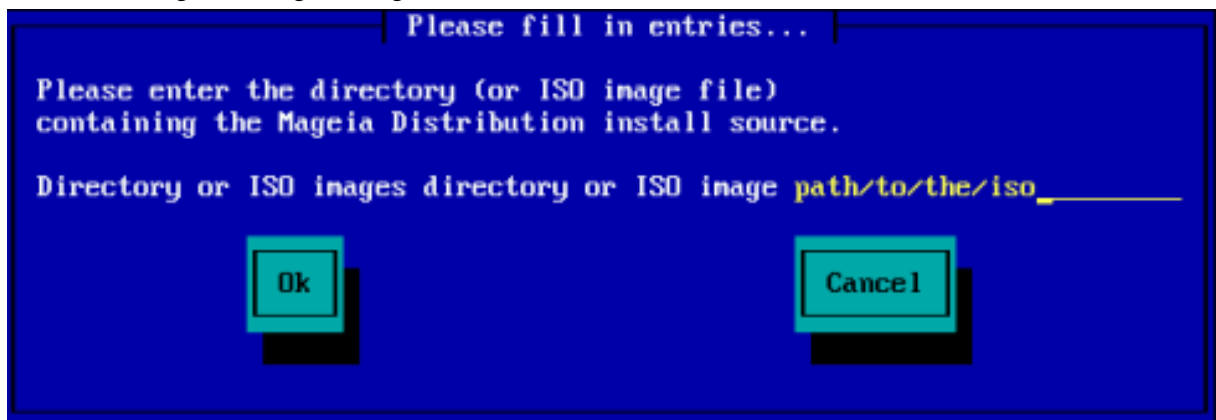 Please fill in entries...
Please enter the directory (or ISO image file)
containing the Mageia Distribution install source.
Directory or ISO images directory or ISO image path/to/the/iso_
Ok Cancel